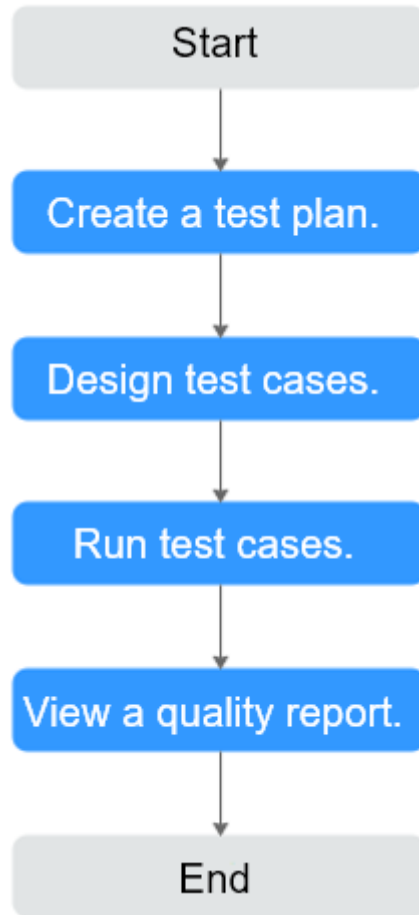 Start
Create a test plan.
Design test cases.
Run test cases.
View a quality report.
End